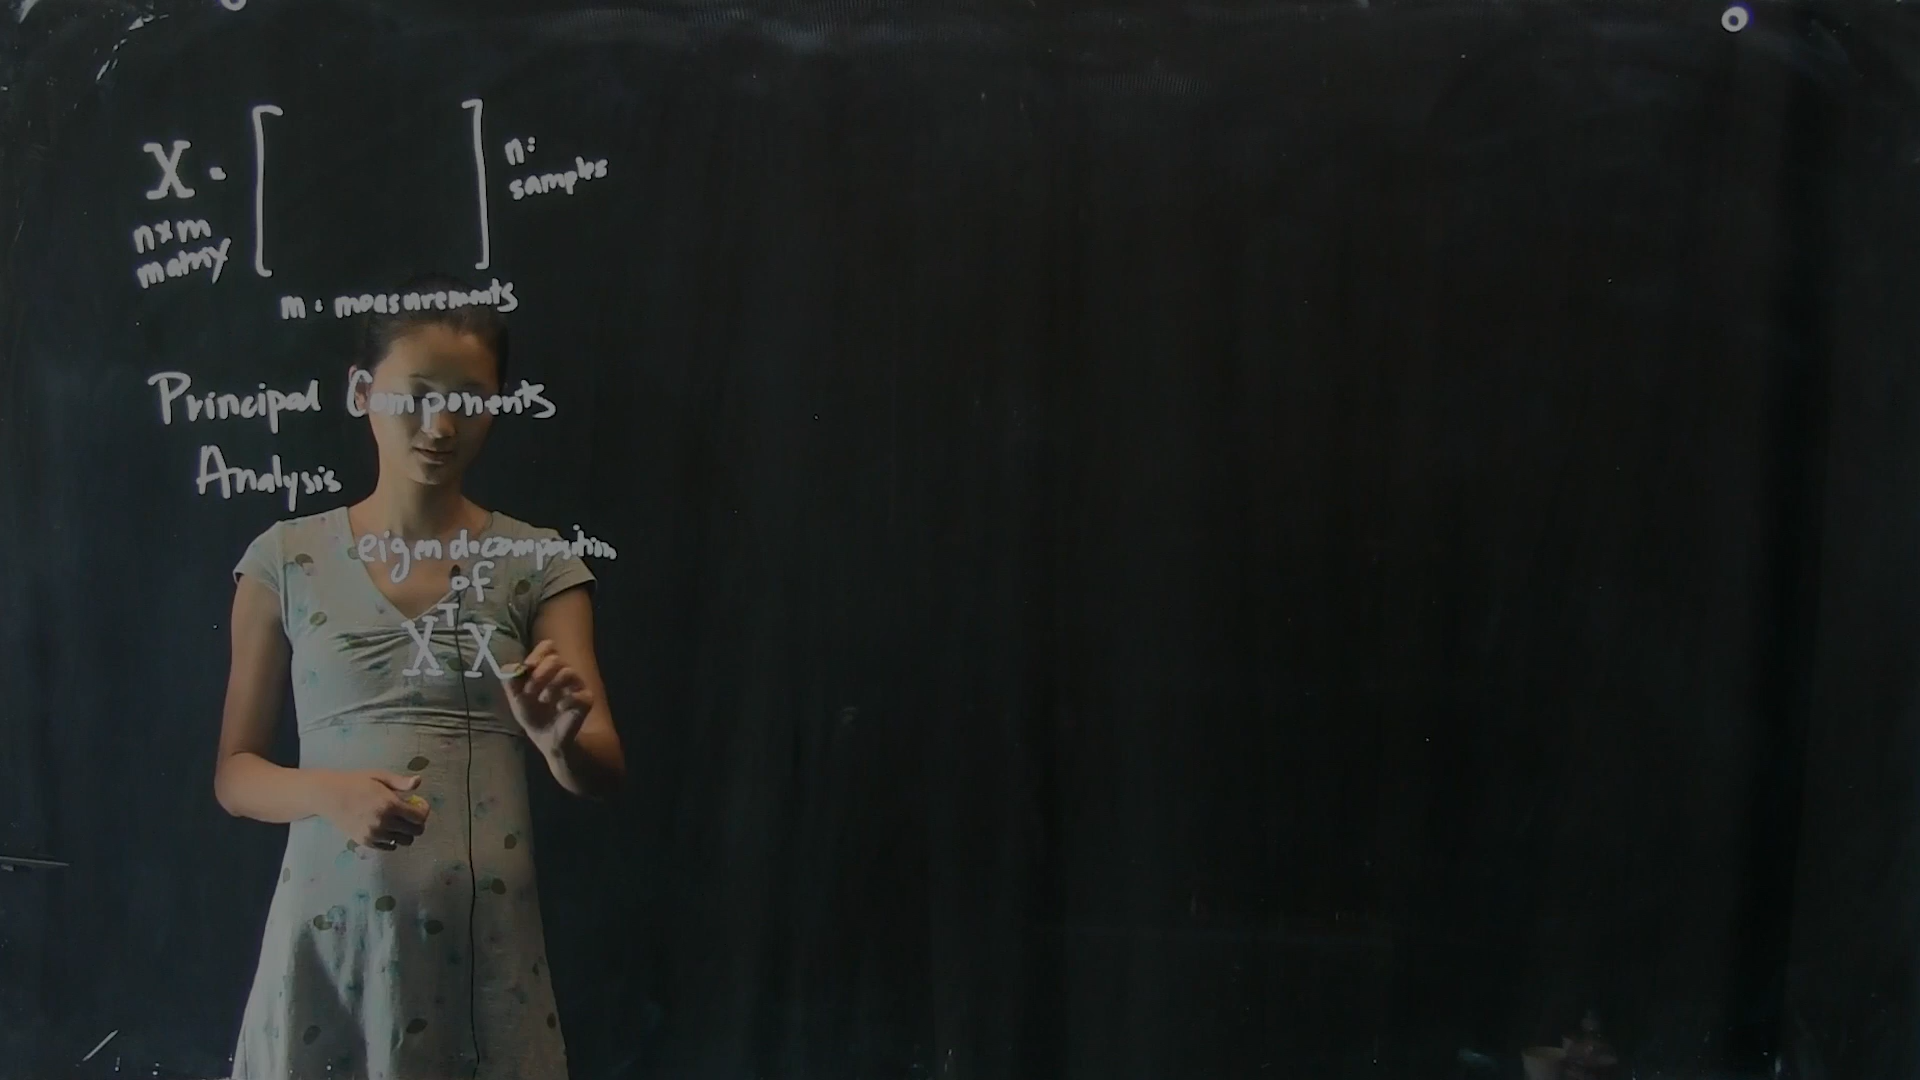 X = [ ]
n:
samples
n×m
matrix
m: measurements
Principal Components
Analysis
eigendecomposition
of
XᵀX